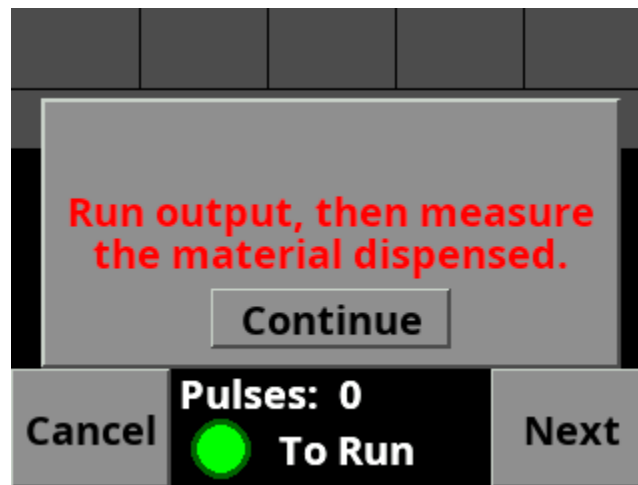 Run output, then measure
the material dispensed.
Continue
Pulses: 0
Cancel
To Run
Next